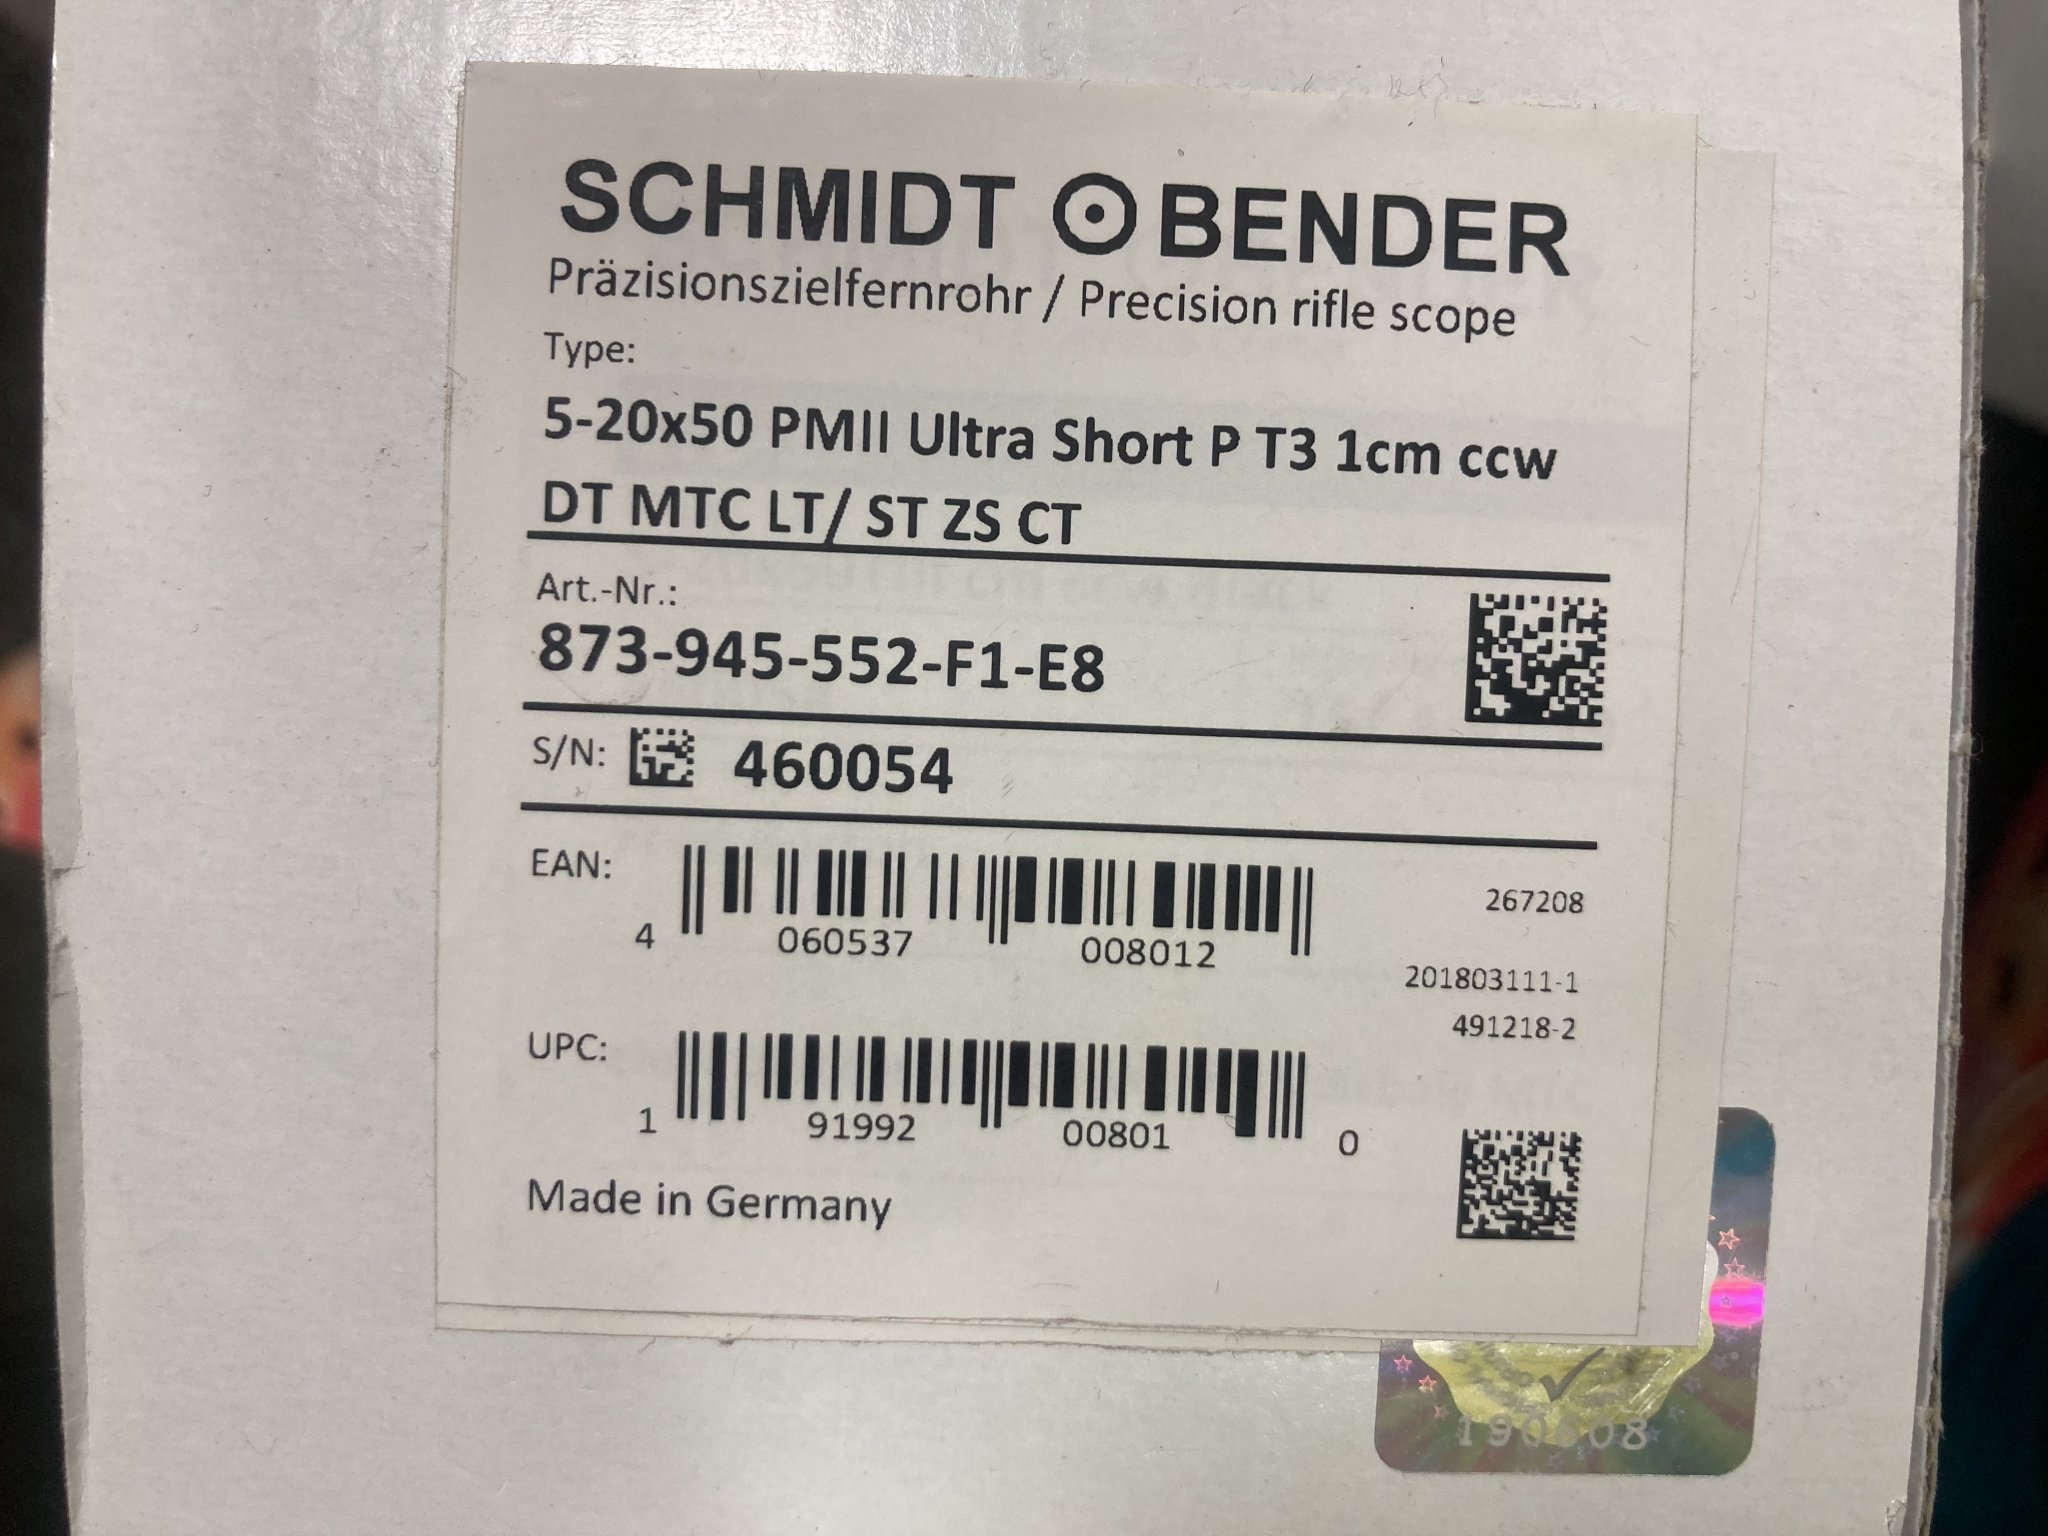 SCHMIDT BENDER
Präzisionszielfernrohr / Precision rifle scope
Type:
5-20x50 PMII Ultra Short P T3 1cm ccw
DT MTC LT/ ST ZS CT
Art.-Nr.:
873-945-552-F1-E8
S/N: 460054
EAN:
4 060537 008012
267208
201803111-1
491218-2
UPC:
1 91992 00801 0
Made in Germany